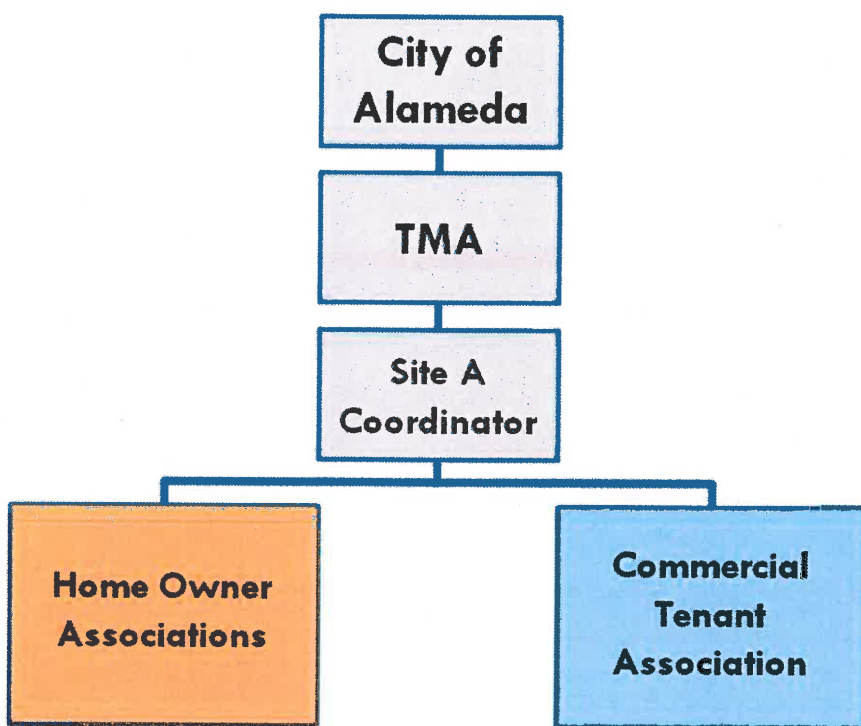 City of
Alameda
TMA
Site A
Coordinator
Home Owner
Associations
Commercial
Tenant
Association